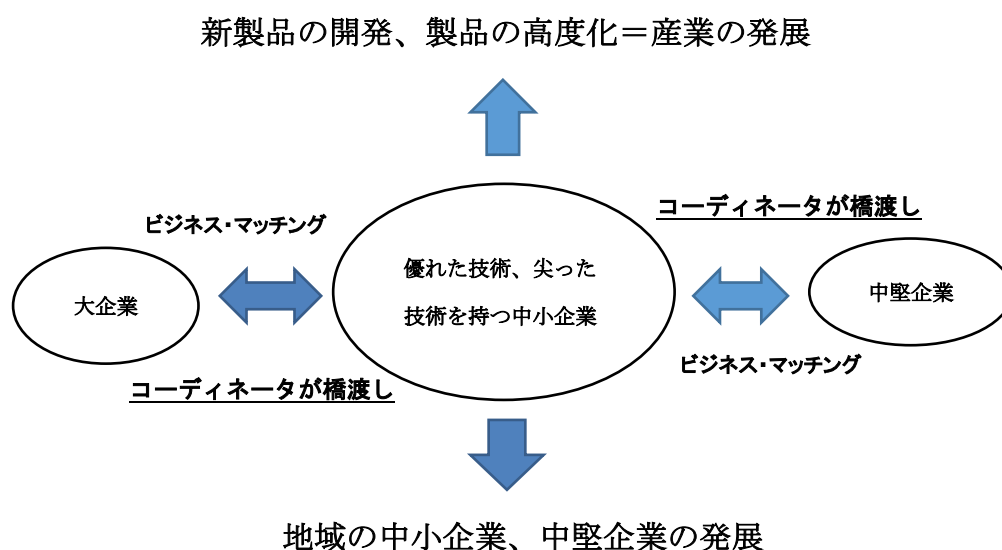 新製品の開発、製品の高度化＝産業の発展
コーディネータが橋渡し
ビジネス・マッチング
優れた技術、尖った
技術を持つ中小企業
大企業
中堅企業
ビジネス・マッチング
コーディネータが橋渡し
地域の中小企業、中堅企業の発展